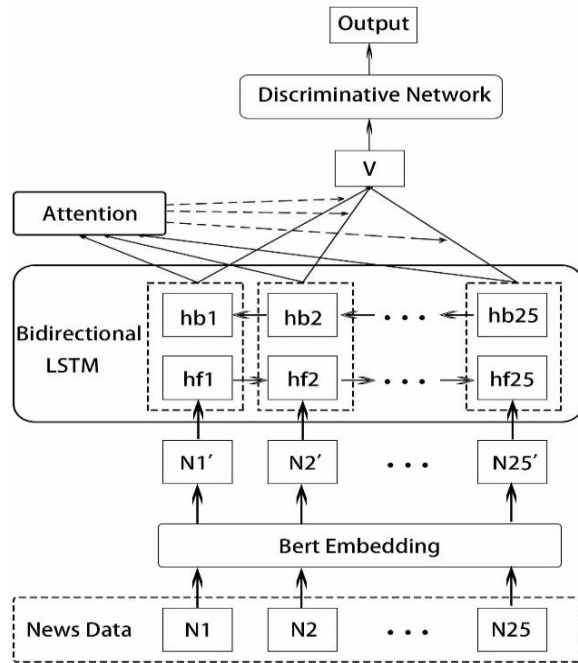 Output
Discriminative Network
V
Attention
Bidirectional
LSTM
hb1 hb2 ... hb25
hf1 hf2 ... hf25
N1′ N2′ ... N25′
Bert Embedding
News Data N1 N2 ... N25